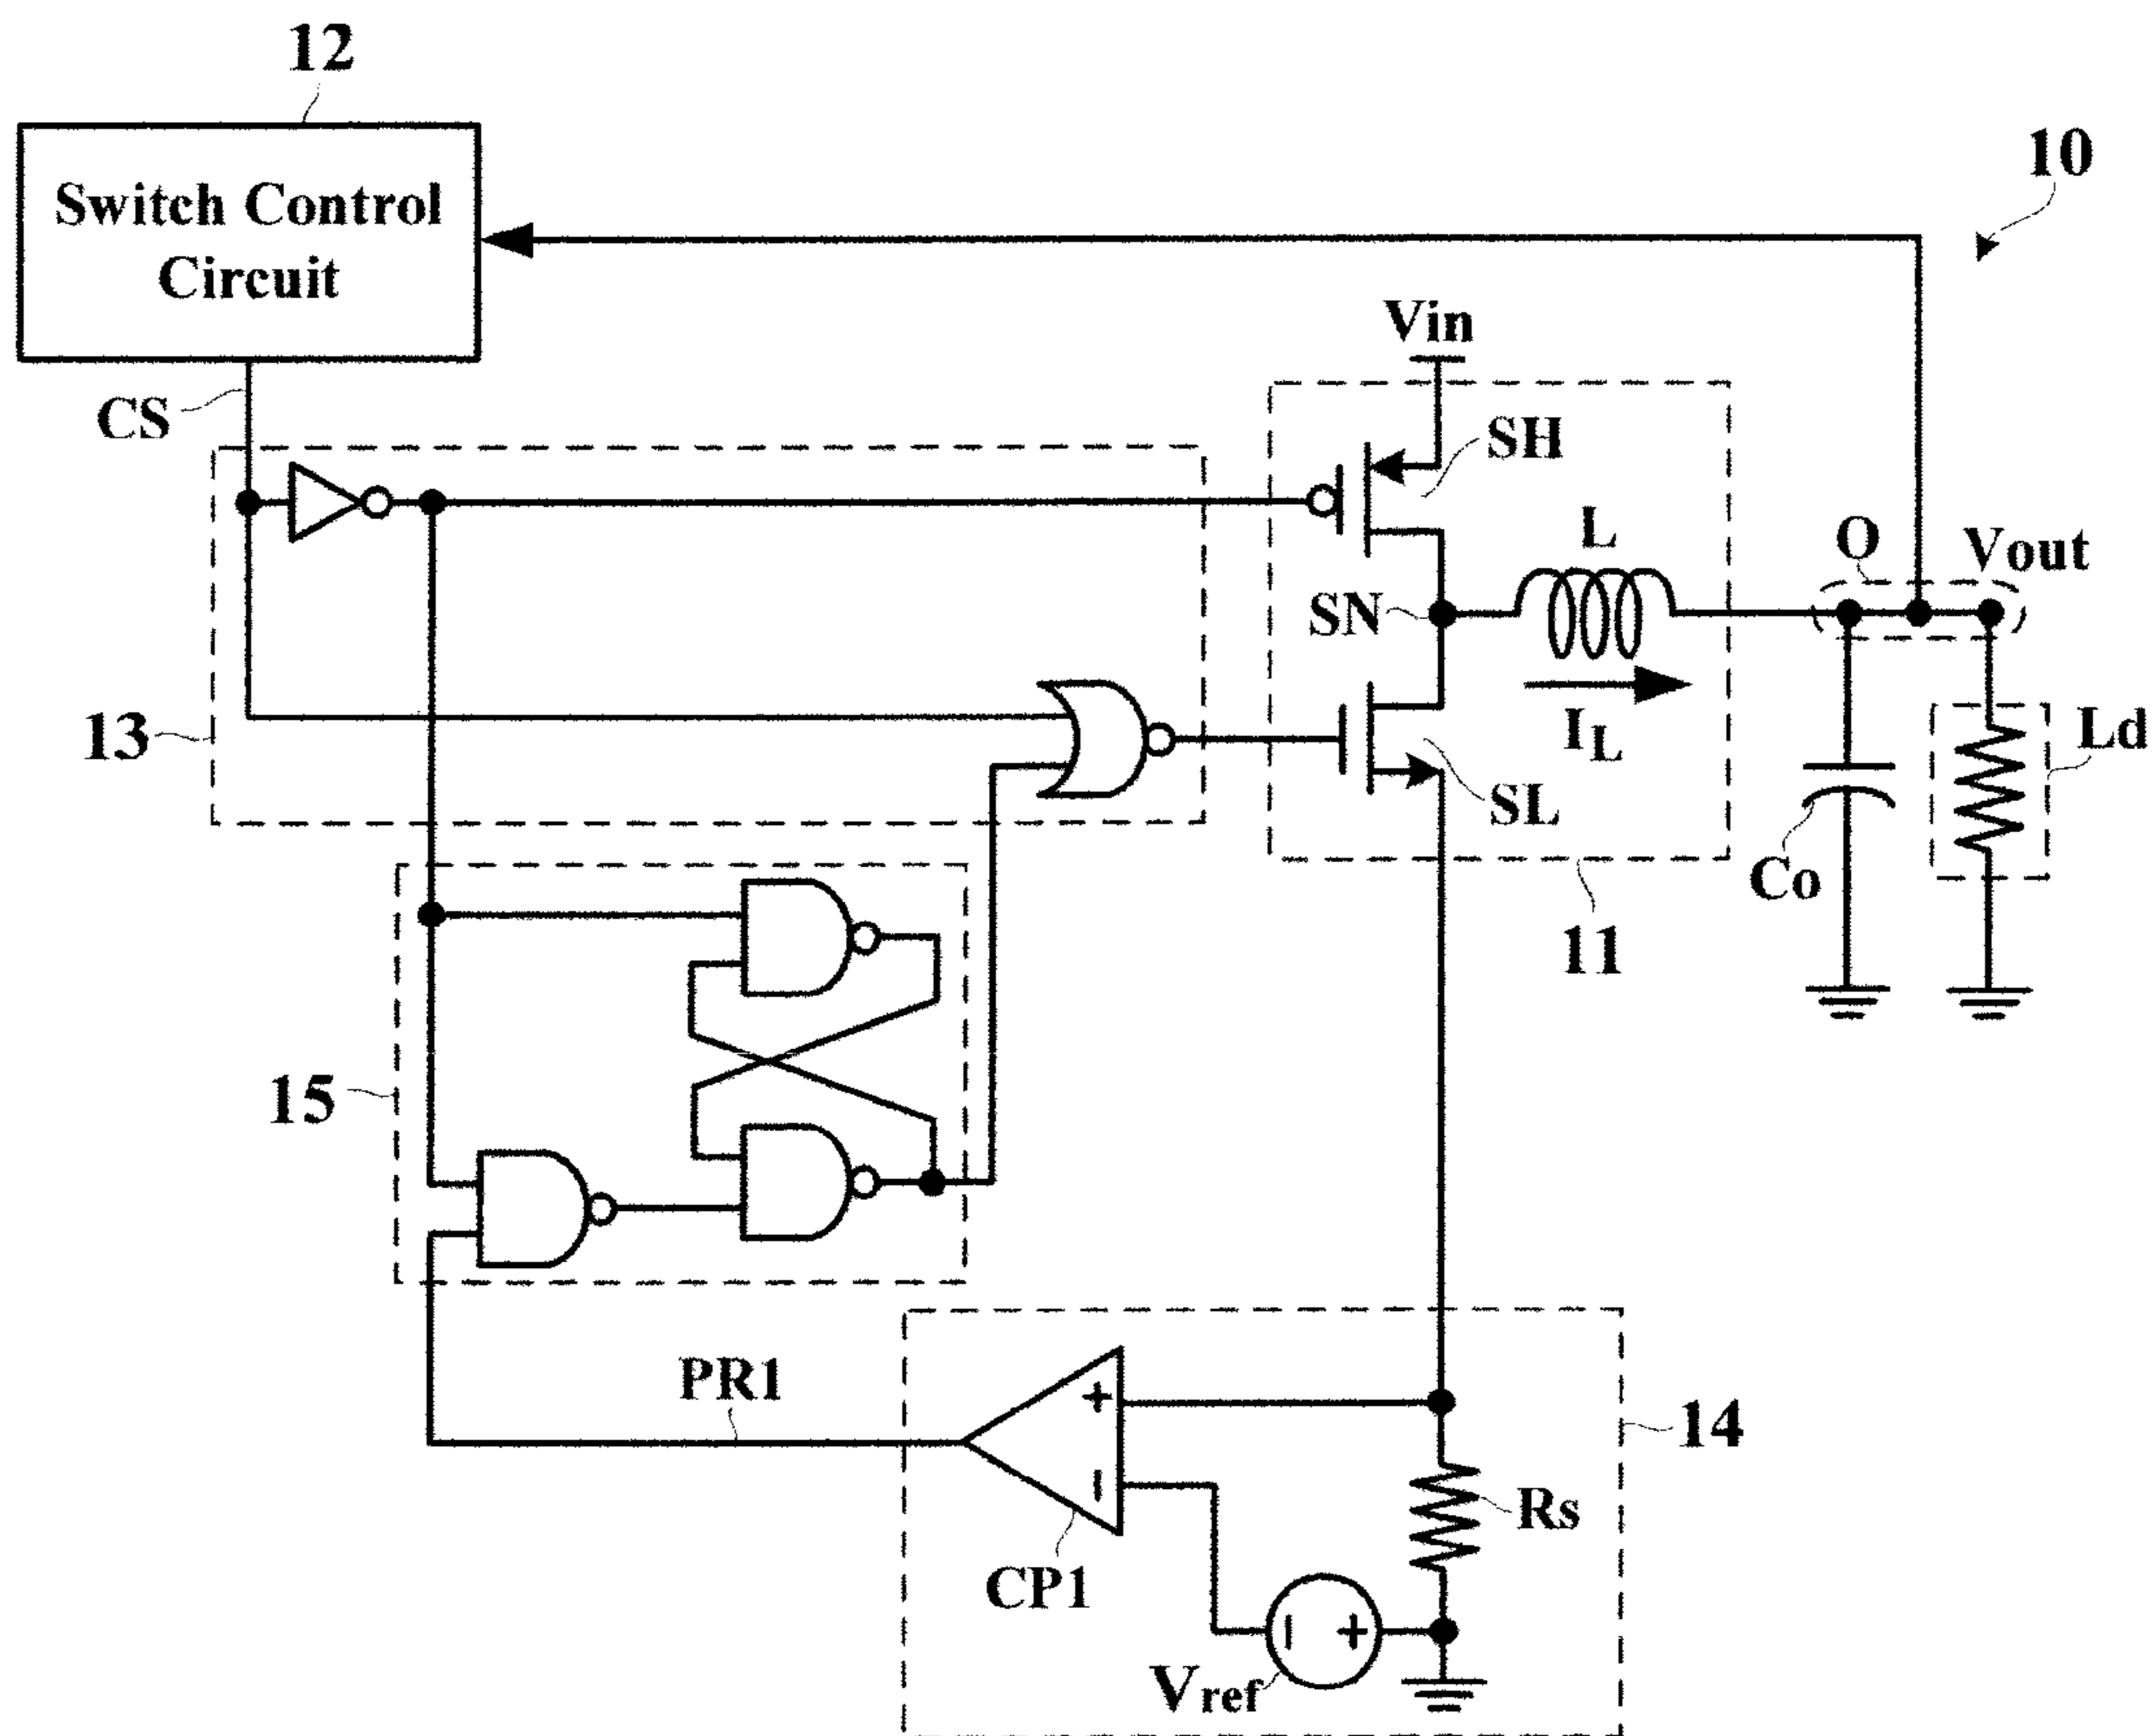 12
Switch Control
Circuit
10
CS
Vin
SH
L
O
Vout
SN
13
I_L
Ld
SL
Co
11
15
PR1
+
14
−
Rs
CP1
− +
Vref